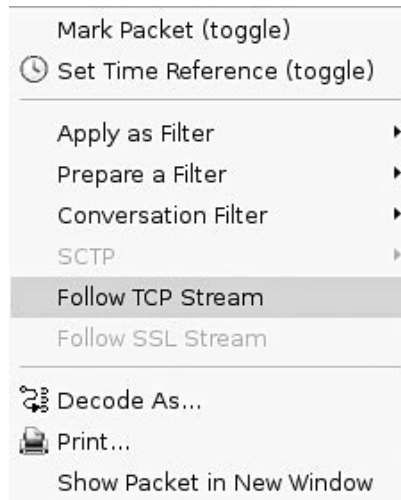 Mark Packet (toggle)
Set Time Reference (toggle)
Apply as Filter
Prepare a Filter
Conversation Filter
SCTP
Follow TCP Stream
Follow SSL Stream
Decode As...
Print...
Show Packet in New Window